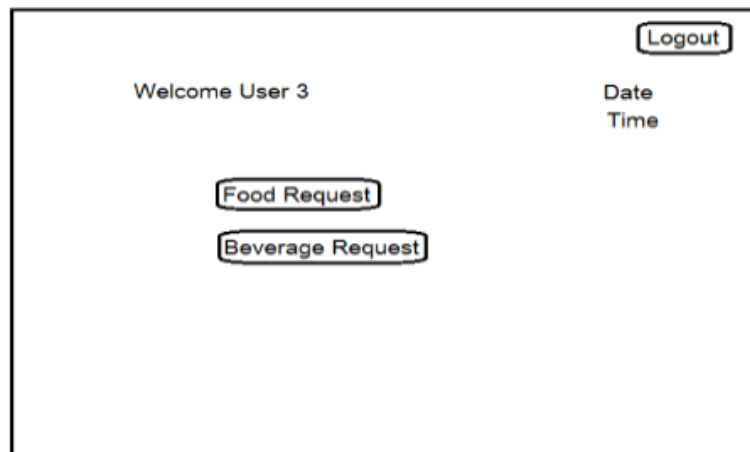 Logout
Welcome User 3
Date
Time
Food Request
Beverage Request